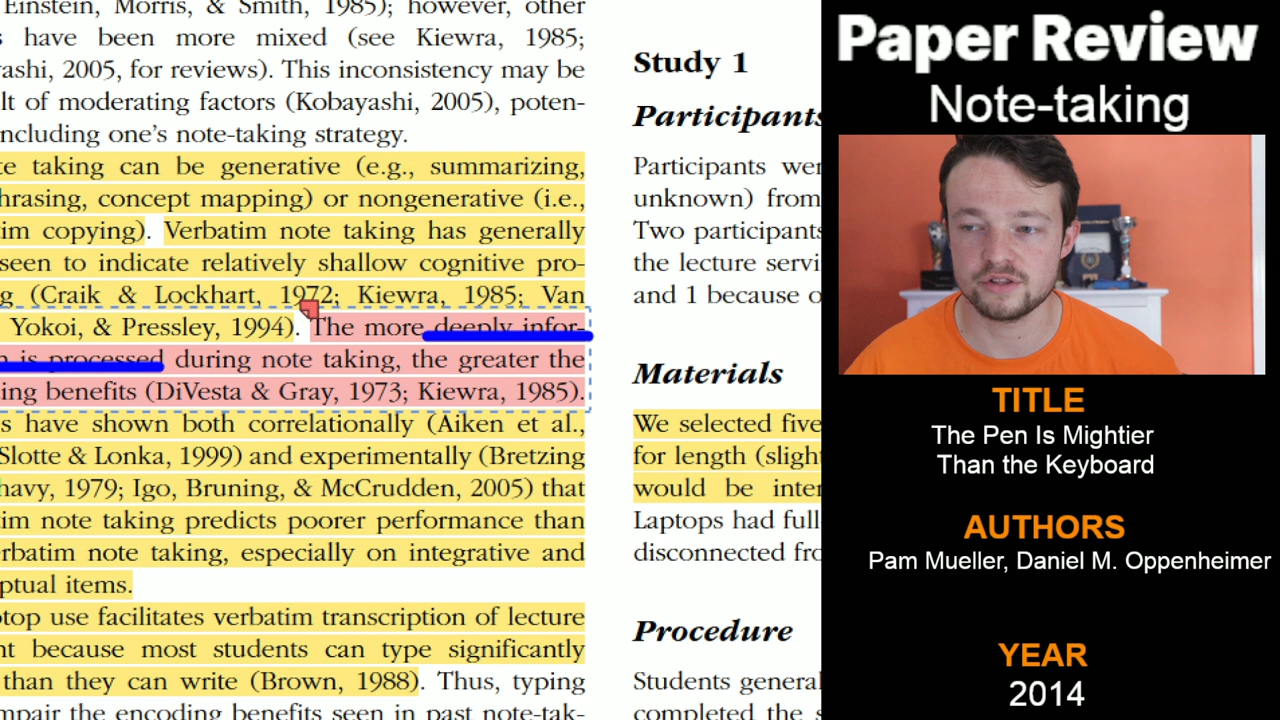 Einstein, Morris, & Smith, 1985); however, other
s have been more mixed (see Kiewra, 1985;
ashi, 2005, for reviews). This inconsistency may be
lt of moderating factors (Kobayashi, 2005), poten-
ncluding one's note-taking strategy.
te taking can be generative (e.g., summarizing,
hrasing, concept mapping) or nongenerative (i.e.,
im copying). Verbatim note taking has generally
seen to indicate relatively shallow cognitive pro-
g (Craik & Lockhart, 1972; Kiewra, 1985; Van
Yokoi, & Pressley, 1994). The more deeply infor-
n is processed during note taking, the greater the
ing benefits (DiVesta & Gray, 1973; Kiewra, 1985).
s have shown both correlationally (Aiken et al.,
Slotte & Lonka, 1999) and experimentally (Bretzing
havy, 1979; Igo, Bruning, & McCrudden, 2005) that
im note taking predicts poorer performance than
erbatim note taking, especially on integrative and
ptual items.
ptop use facilitates verbatim transcription of lecture
nt because most students can type significantly
than they can write (Brown, 1988). Thus, typing
mpair the encoding benefits seen in past note-tak-
Study 1
Participants
Participants wer
unknown) from
Two participants
the lecture servi
and 1 because o
Materials
We selected five
for length (slight
would be inter
Laptops had full-
disconnected fro
Procedure
Students general
completed the s
Paper Review
Note-taking
TITLE
The Pen Is Mightier
Than the Keyboard
AUTHORS
Pam Mueller, Daniel M. Oppenheimer
YEAR
2014